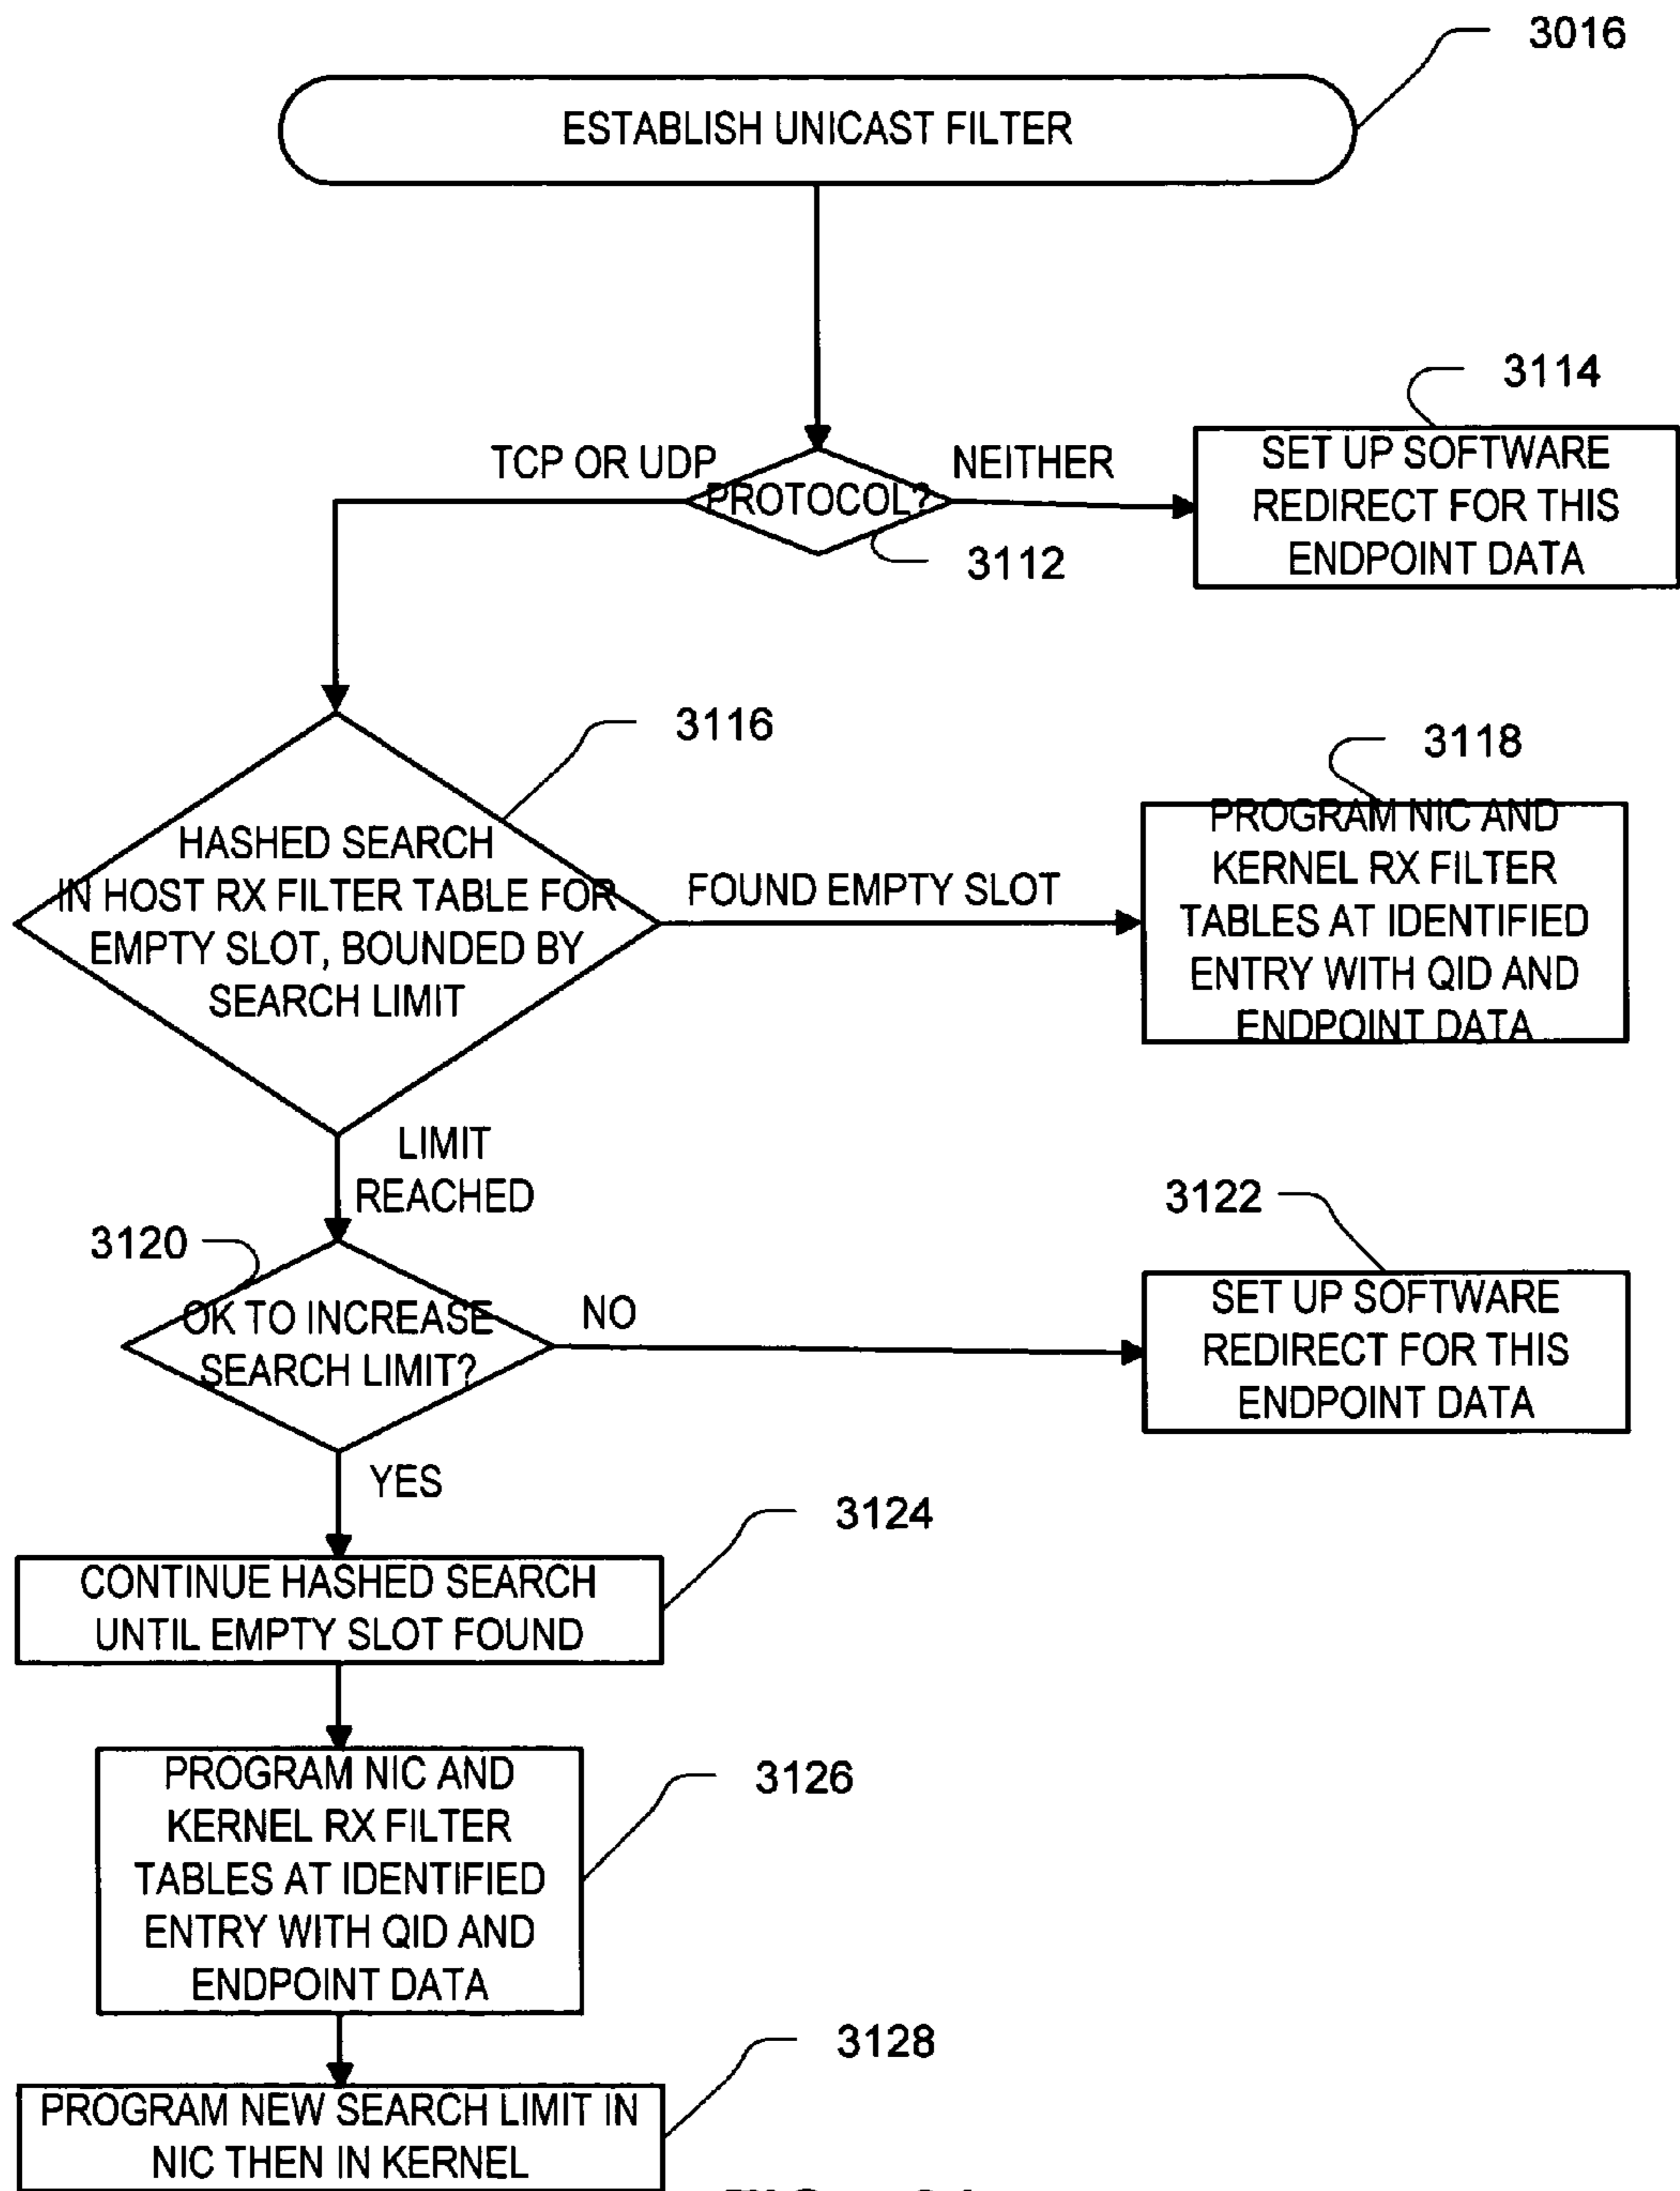 3016
ESTABLISH UNICAST FILTER
3114
TCP OR UDP
NEITHER
PROTOCOL?
3112
SET UP SOFTWARE
REDIRECT FOR THIS
ENDPOINT DATA
3116
3118
HASHED SEARCH
IN HOST RX FILTER TABLE FOR
EMPTY SLOT, BOUNDED BY
SEARCH LIMIT
FOUND EMPTY SLOT
PROGRAM NIC AND
KERNEL RX FILTER
TABLES AT IDENTIFIED
ENTRY WITH QID AND
ENDPOINT DATA
LIMIT
REACHED
3120
3122
OK TO INCREASE
SEARCH LIMIT?
NO
SET UP SOFTWARE
REDIRECT FOR THIS
ENDPOINT DATA
YES
3124
CONTINUE HASHED SEARCH
UNTIL EMPTY SLOT FOUND
PROGRAM NIC AND
KERNEL RX FILTER
TABLES AT IDENTIFIED
ENTRY WITH QID AND
ENDPOINT DATA
3126
3128
PROGRAM NEW SEARCH LIMIT IN
NIC THEN IN KERNEL